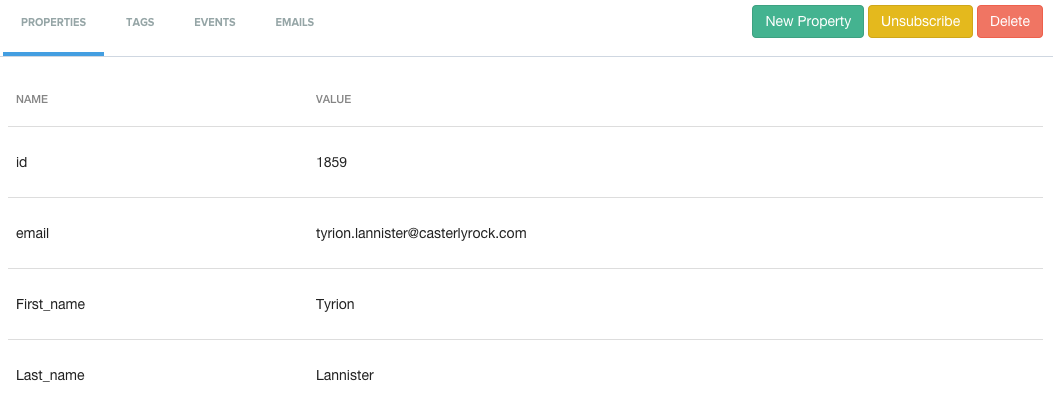 PROPERTIES TAGS EVENTS EMAILS New Property Unsubscribe Delete
NAME VALUE
id 1859
email tyrion.lannister@casterlyrock.com
First_name Tyrion
Last_name Lannister